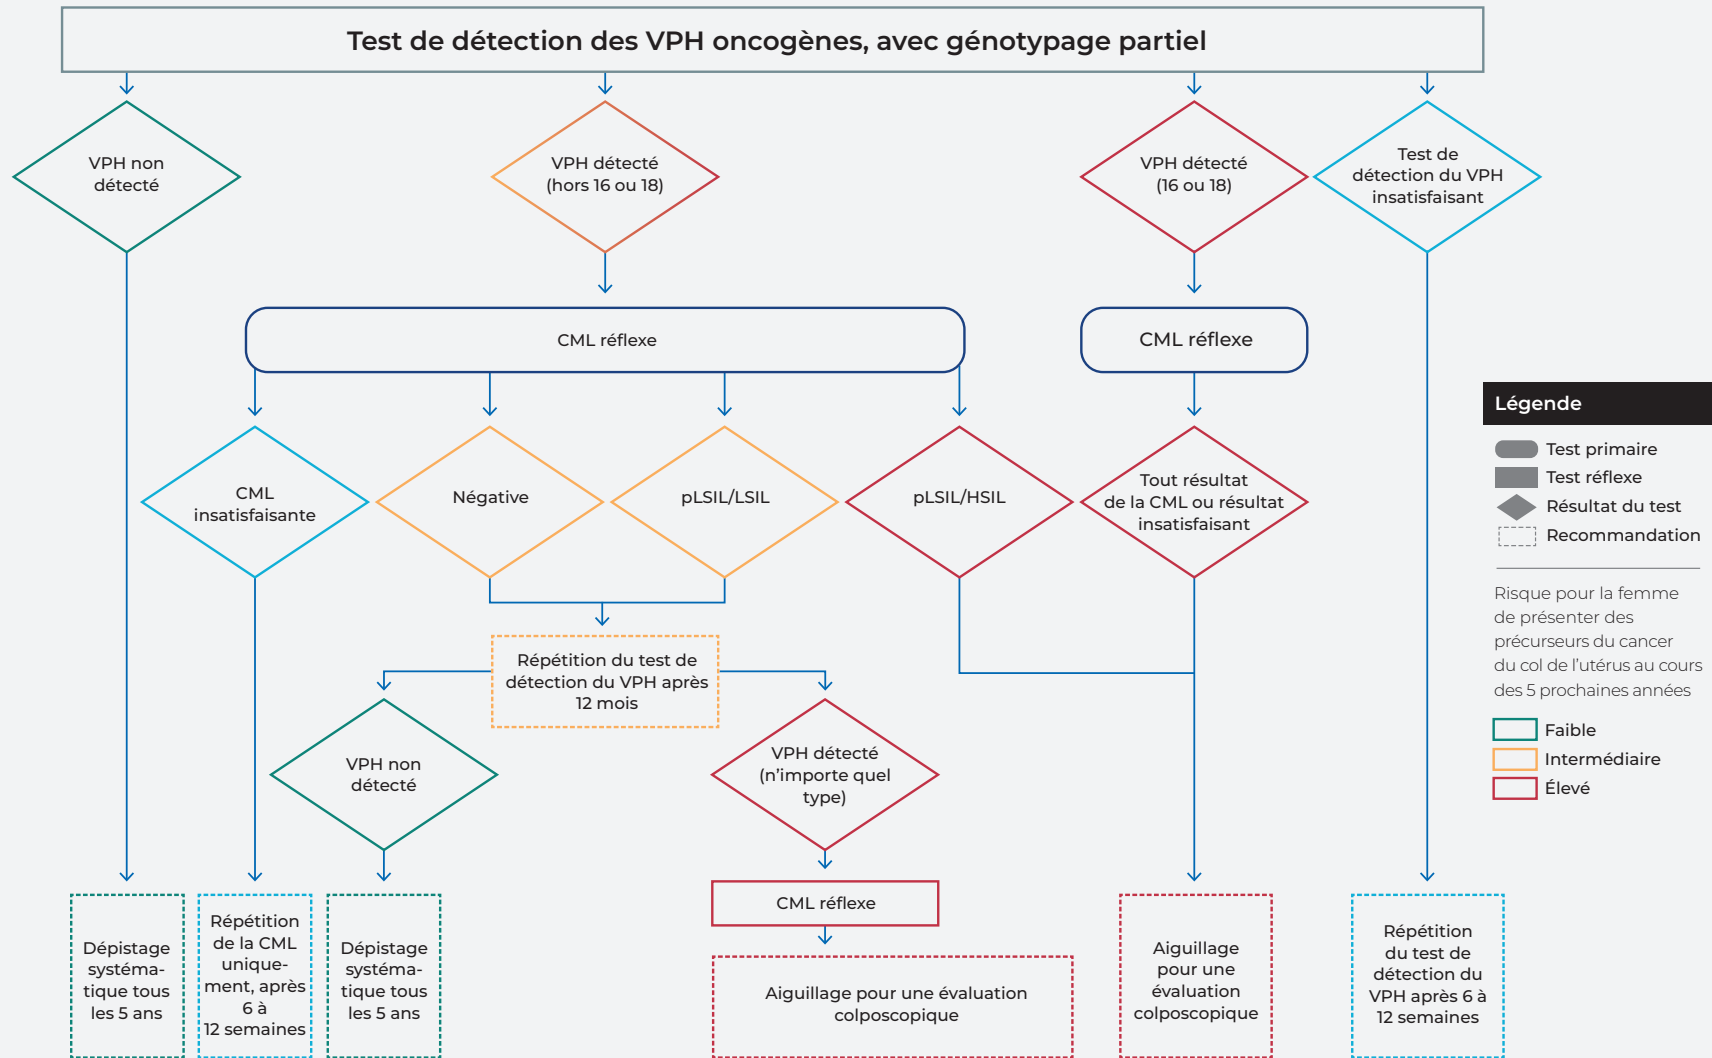 Test de détection des VPH oncogènes, avec génotypage partiel
VPH non
détecté
VPH détecté
(hors 16 ou 18)
VPH détecté
(16 ou 18)
Test de
détection du VPH
insatisfaisant
CML réflexe
CML réflexe
CML
insatisfaisante
Négative
pLSIL/LSIL
pLSIL/HSIL
Tout résultat
de la CML ou résultat
insatisfaisant
Répétition du test de
détection du VPH après
12 mois
VPH non
détecté
VPH détecté
(n’importe quel
type)
CML réflexe
Dépistage
systéma-
tique tous
les 5 ans
Répétition
de la CML
unique-
ment, après
6 à
12 semaines
Dépistage
systéma-
tique tous
les 5 ans
Aiguillage pour une évaluation
colposcopique
Aiguillage
pour une
évaluation
colposcopique
Répétition
du test de
détection du
VPH après 6 à
12 semaines
Légende
Test primaire
Test réflexe
Résultat du test
Recommandation
Risque pour la femme
de présenter des
précurseurs du cancer
du col de l’utérus au cours
des 5 prochaines années
Faible
Intermédiaire
Élevé